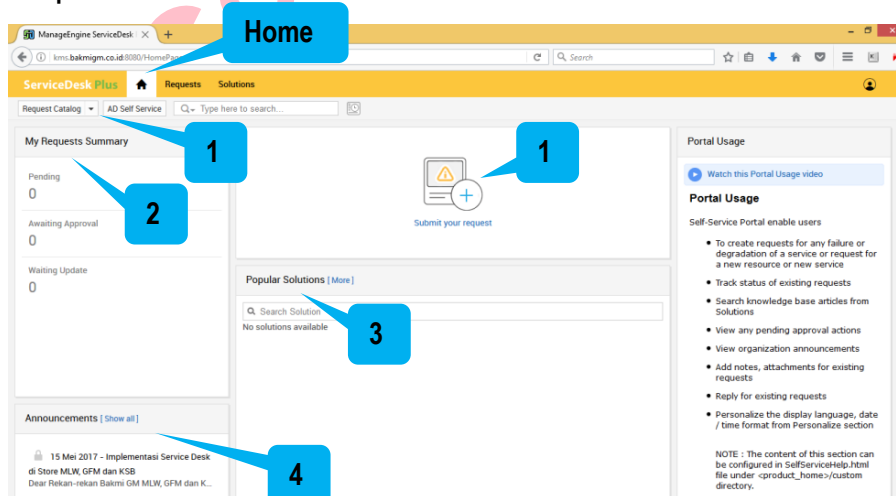 ManageEngine ServiceDesk
Home
kms.bakmigm.co.id:8080/HomePag
Search
ServiceDesk Plus
Requests
Solutions
Request Catalog
AD Self Service
Type here to search...
My Requests Summary
1
1
Portal Usage
Pending
0
2
Awaiting Approval
0
Waiting Update
0
Submit your request
Watch this Portal Usage video
Portal Usage
Self-Service Portal enable users
To create requests for any failure or
degradation of a service or request for
a new resource or new service
Track status of existing requests
Search knowledge base articles from
Solutions
View any pending approval actions
View organization announcements
Add notes, attachments for existing
requests
Reply for existing requests
Personalize the display language, date
/ time format from Personalize section
NOTE : The content of this section can
be configured in SelfServiceHelp.html
file under <product_home>/custom
directory.
Popular Solutions [ More ]
Search Solution
No solutions available
3
Announcements [ Show all ]
15 Mei 2017 - Implementasi Service Desk
di Store MLW, GFM dan KSB
Dear Rekan-rekan Bakmi GM MLW, GFM dan K...
4